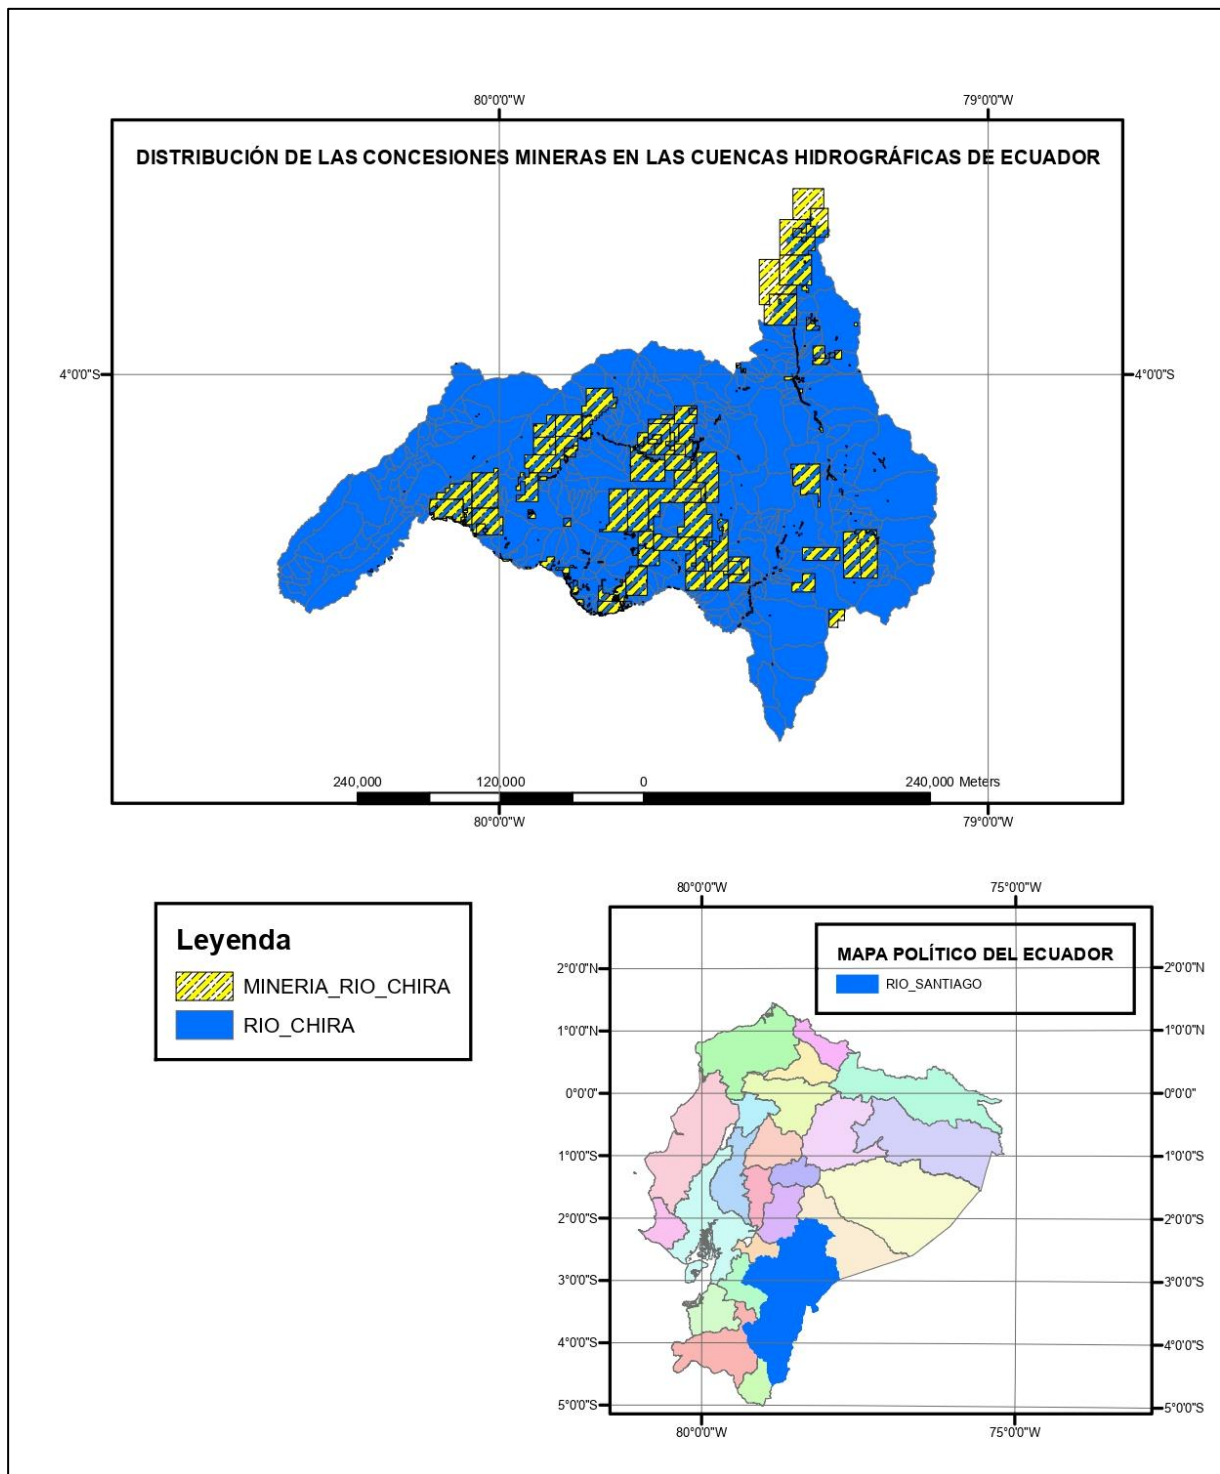 80°0'0"W
79°0'0"W
DISTRIBUCIÓN DE LAS CONCESIONES MINERAS EN LAS CUENCAS HIDROGRÁFICAS DE ECUADOR
4°0'0"S
4°0'0"S
240,000
120,000
0
240,000 Meters
80°0'0"W
79°0'0"W
Leyenda
MINERIA_RIO_CHIRA
RIO_CHIRA
80°0'0"W
75°0'0"W
MAPA POLÍTICO DEL ECUADOR
RIO_SANTIAGO
2°0'0"N
2°0'0"N
1°0'0"N
1°0'0"N
0°0'0"
0°0'0"
1°0'0"S
1°0'0"S
2°0'0"S
2°0'0"S
3°0'0"S
3°0'0"S
4°0'0"S
4°0'0"S
5°0'0"S
5°0'0"S
80°0'0"W
75°0'0"W